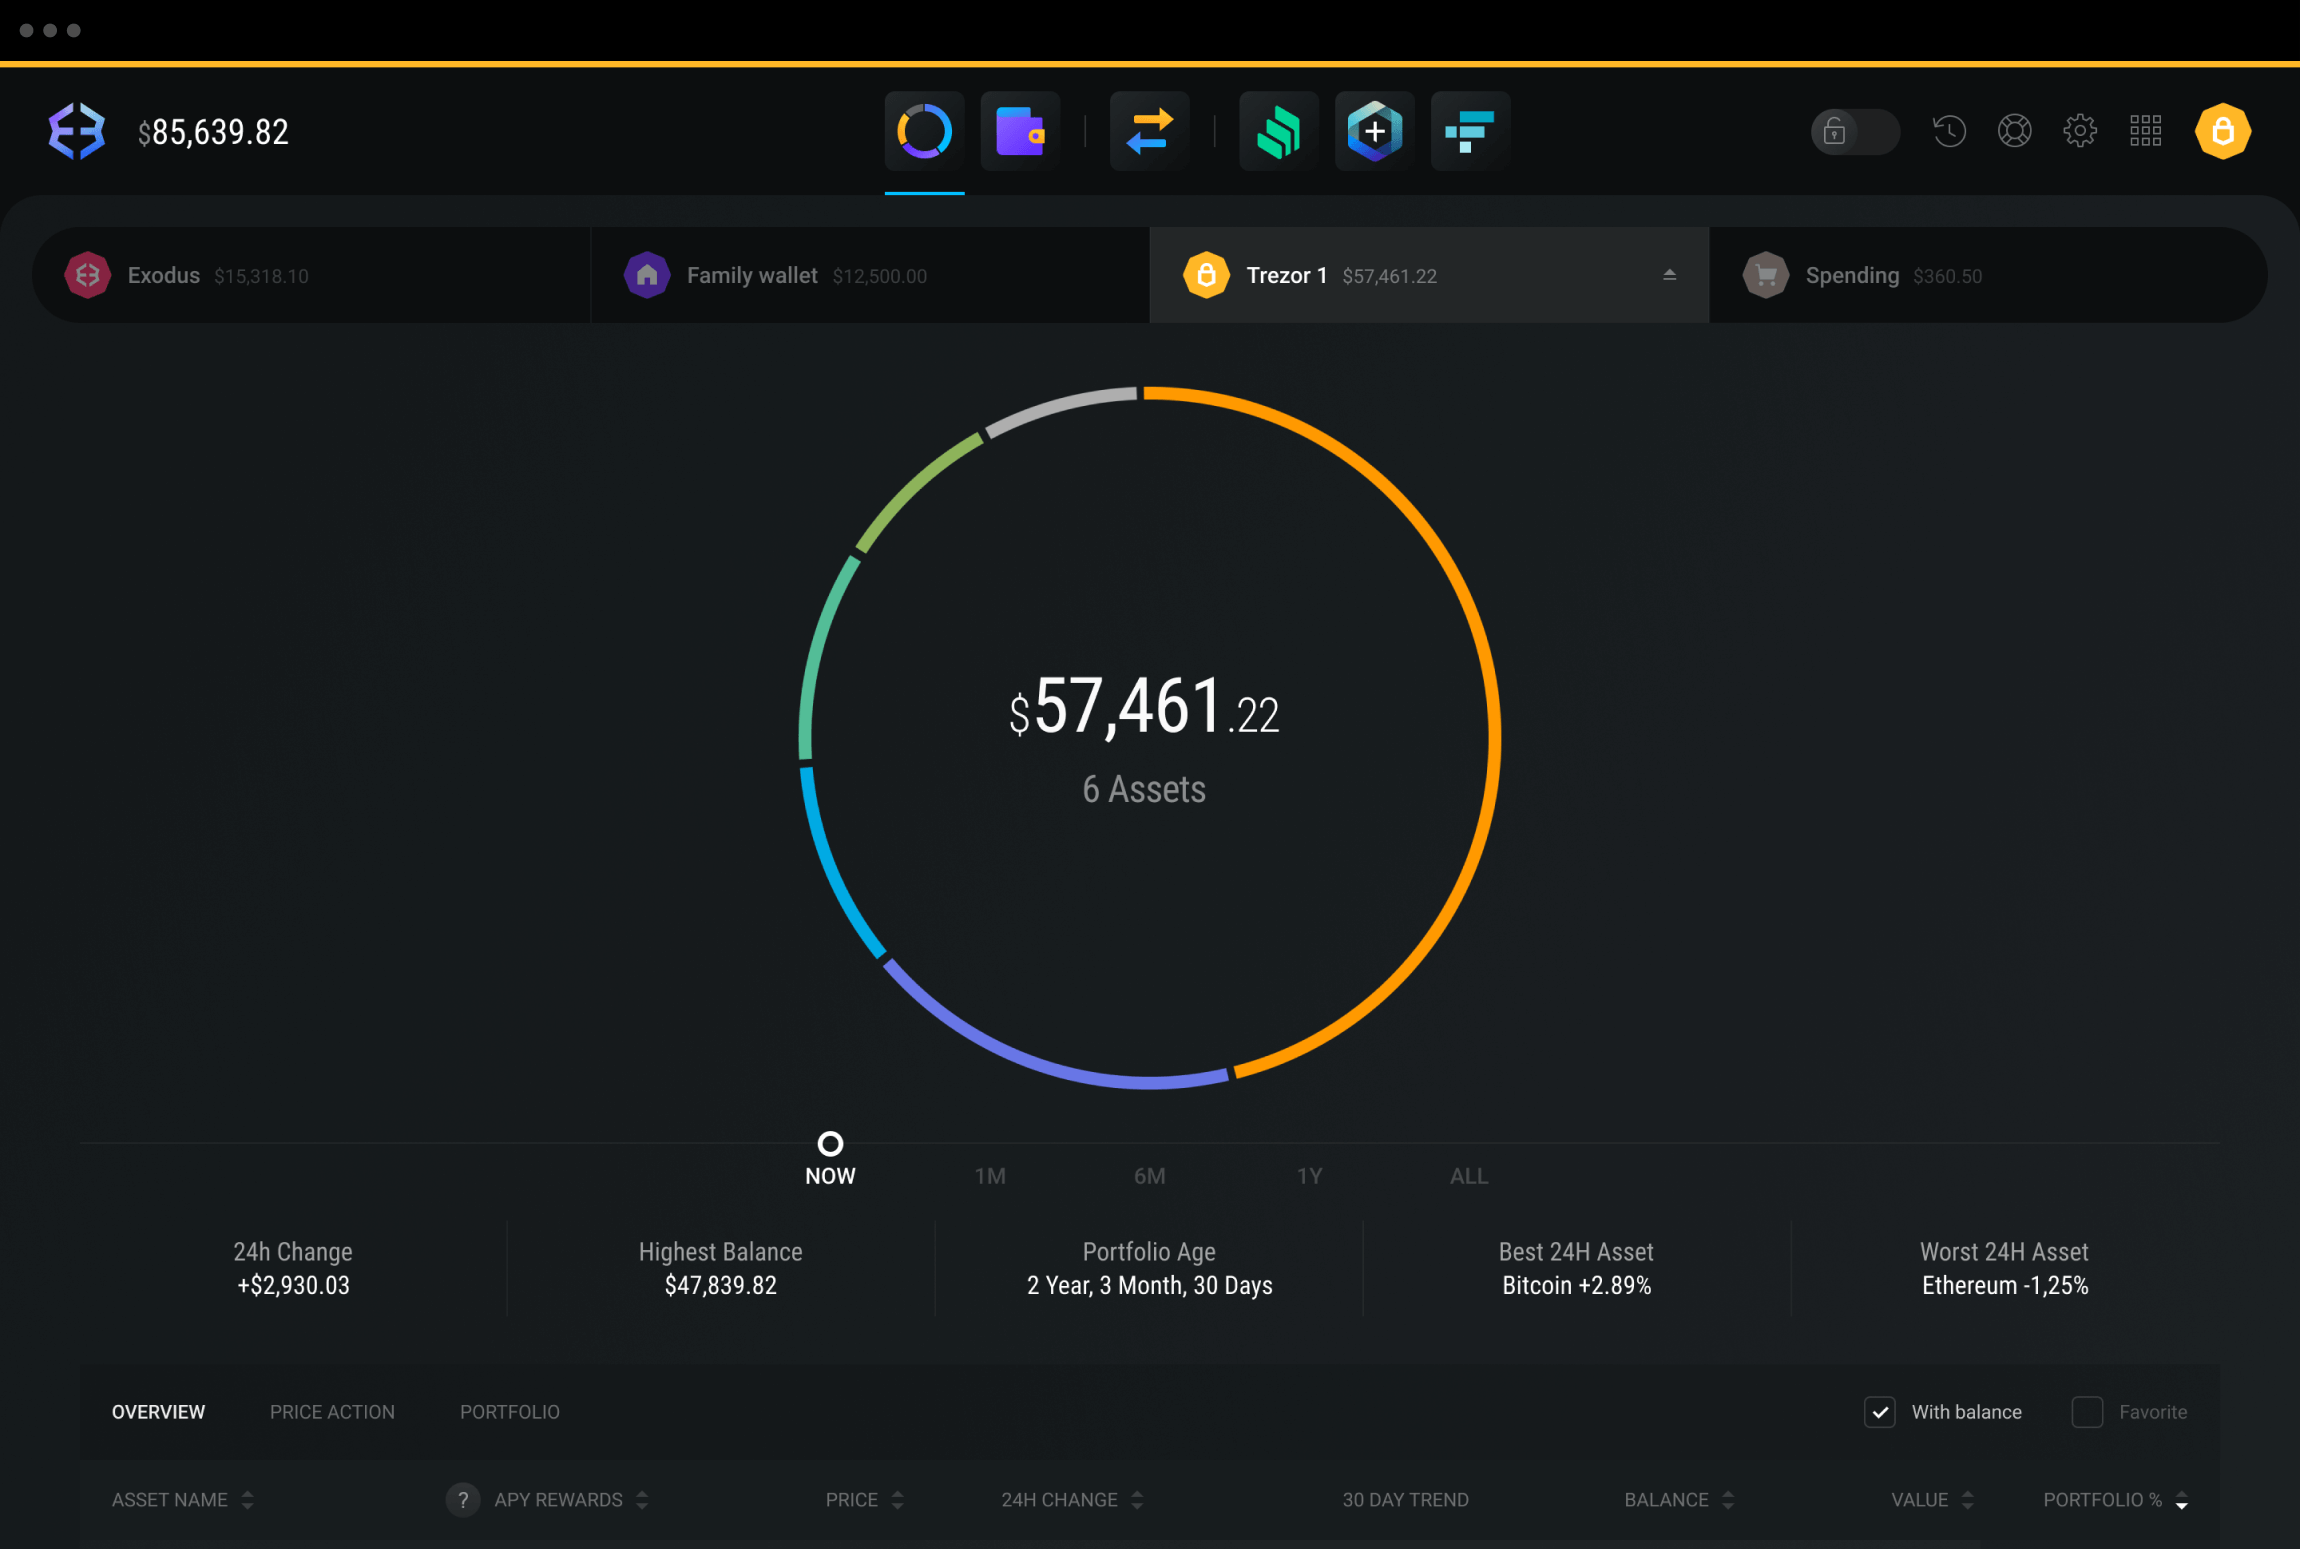 $85,639.82
Exodus $15,318.10
Family wallet $12,500.00
Trezor 1 $57,461.22
Spending $360.50
$57,461.22
6 Assets
NOW 1M 6M 1Y ALL
24h Change
+$2,930.03
Highest Balance
$47,839.82
Portfolio Age
2 Year, 3 Month, 30 Days
Best 24H Asset
Bitcoin +2.89%
Worst 24H Asset
Ethereum -1,25%
OVERVIEW PRICE ACTION PORTFOLIO With balance Favorite
ASSET NAME ? APY REWARDS PRICE 24H CHANGE 30 DAY TREND BALANCE VALUE PORTFOLIO %